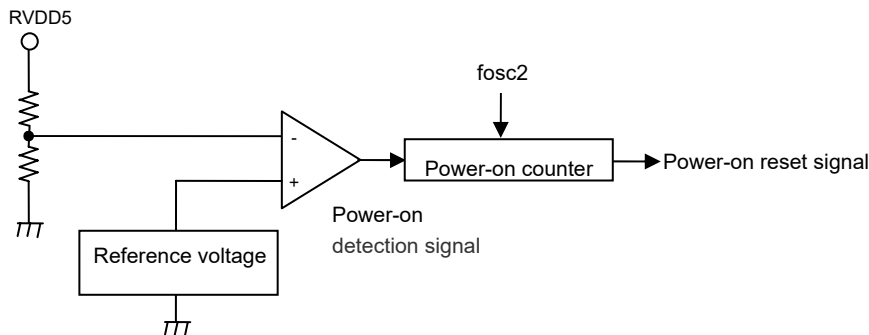 RVDD5
fosc2
-
Power-on counter
Power-on reset signal
+
Power-on
detection signal
Reference voltage